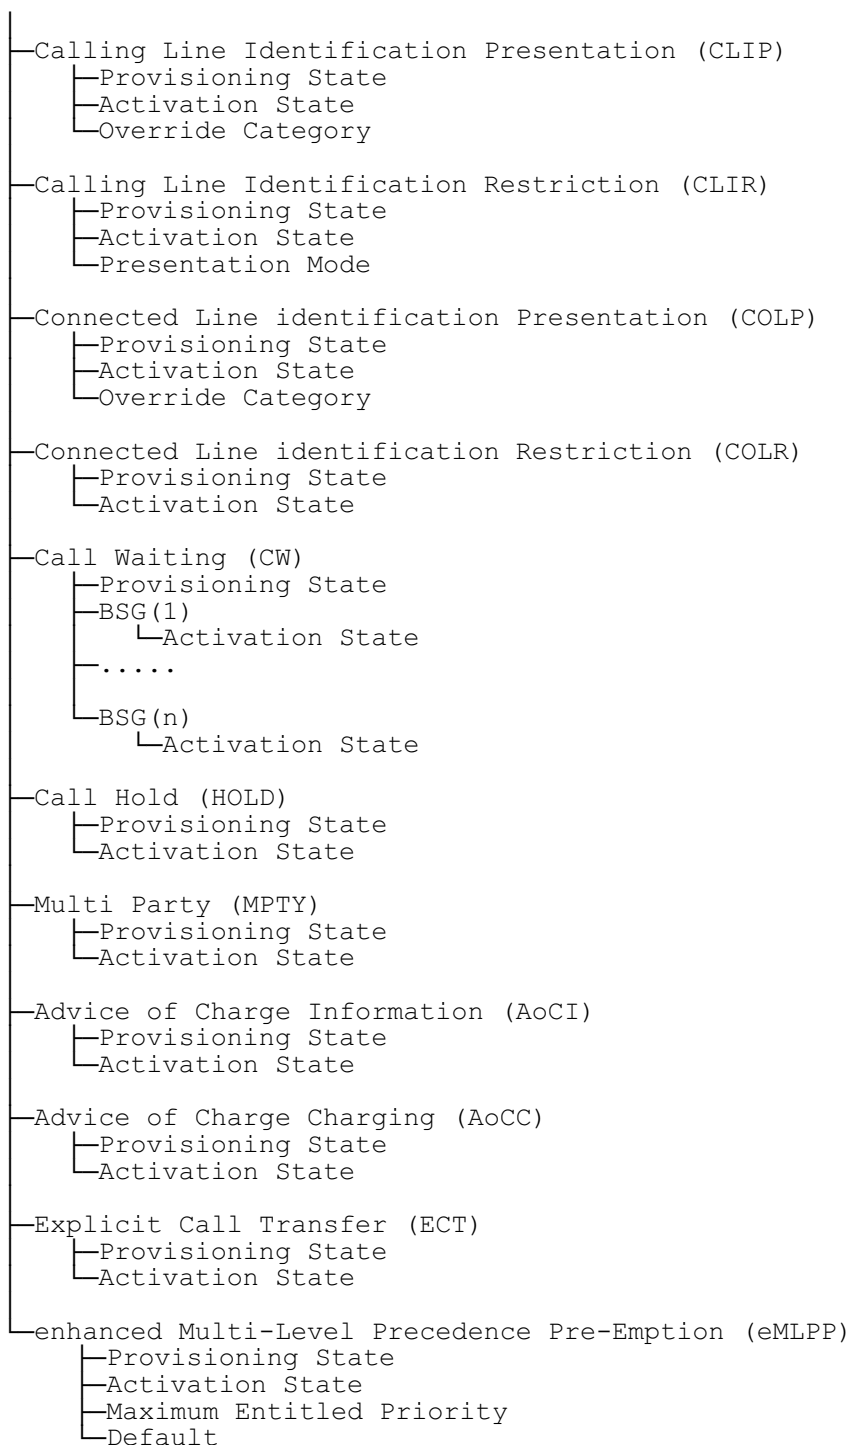 Calling Line Identification Presentation (CLIP)
Provisioning State
Activation State
Override Category
Calling Line Identification Restriction (CLIR)
Provisioning State
Activation State
Presentation Mode
Connected Line identification Presentation (COLP)
Provisioning State
Activation State
Override Category
Connected Line identification Restriction (COLR)
Provisioning State
Activation State
Call Waiting (CW)
Provisioning State
BSG(1)
Activation State
.....
BSG(n)
Activation State
Call Hold (HOLD)
Provisioning State
Activation State
Multi Party (MPTY)
Provisioning State
Activation State
Advice of Charge Information (AoCI)
Provisioning State
Activation State
Advice of Charge Charging (AoCC)
Provisioning State
Activation State
Explicit Call Transfer (ECT)
Provisioning State
Activation State
enhanced Multi-Level Precedence Pre-Emption (eMLPP)
Provisioning State
Activation State
Maximum Entitled Priority
Default